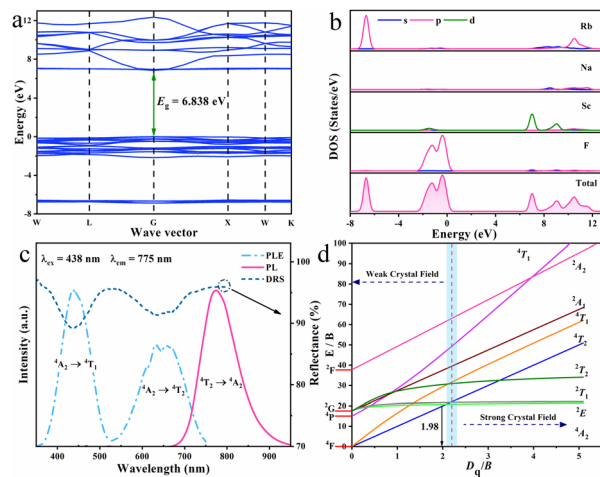 a
12
8
4
0
-4
-8
Energy (eV)
E_g = 6.838 eV
W L G X W K
Wave vector
b
s p d
Rb
Na
Sc
F
Total
DOS (States/eV)
-8 -4 0 4 8 12
Energy (eV)
c
λex = 438 nm λem = 775 nm
PLE
PL
DRS
⁴A₂ → ⁴T₁
⁴A₂ → ⁴T₂
⁴T₂ → ⁴A₂
Intensity (a.u.)
100
95
90
85
80
75
70
Reflectance (%)
400 500 600 700 800 900
Wavelength (nm)
d
100
90
80
70
60
50
40
30
20
10
0
E / B
Weak Crystal Field
Strong Crystal Field
1.98
⁴T₁
²A₂
²A₁
⁴T₁
⁴T₂
²T₂
²T₁
²E
⁴A₂
²F
²G
⁴P
⁴F
0 1 2 3 4 5
D_q/B